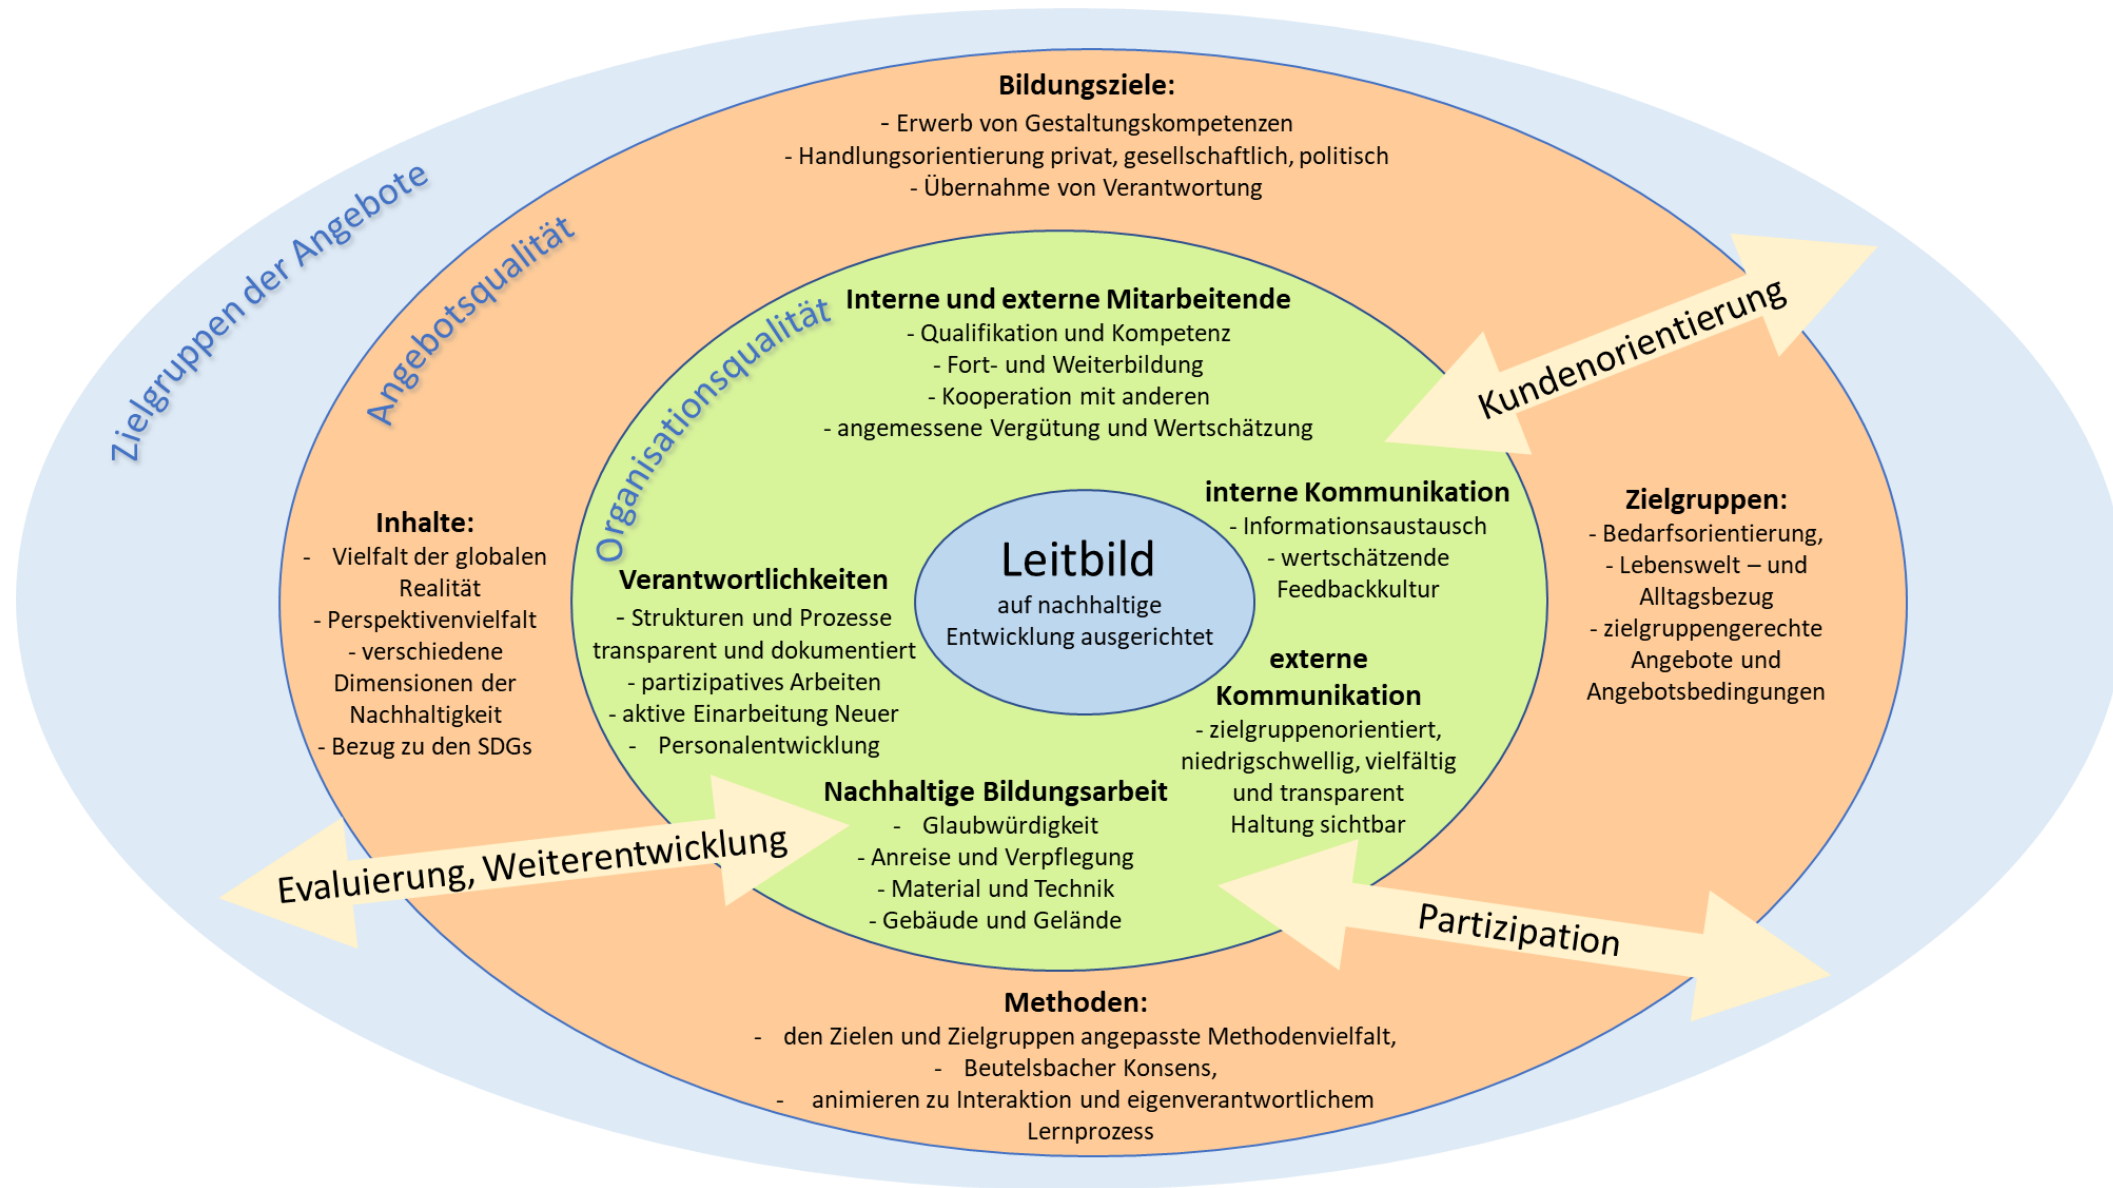 Bildungsziele:
- Erwerb von Gestaltungskompetenzen
- Handlungsorientierung privat, gesellschaftlich, politisch
- Übernahme von Verantwortung
Zielgruppen der Angebote
Angebotsqualität
Organisationsqualität
Interne und externe Mitarbeitende
- Qualifikation und Kompetenz
- Fort- und Weiterbildung
- Kooperation mit anderen
- angemessene Vergütung und Wertschätzung
Kundenorientierung
Inhalte:
- Vielfalt der globalen
Realität
- Perspektivenvielfalt
- verschiedene
Dimensionen der
Nachhaltigkeit
- Bezug zu den SDGs
Verantwortlichkeiten
- Strukturen und Prozesse
transparent und dokumentiert
- partizipatives Arbeiten
- aktive Einarbeitung Neuer
- Personalentwicklung
Leitbild
auf nachhaltige
Entwicklung ausgerichtet
interne Kommunikation
- Informationsaustausch
- wertschätzende
Feedbackkultur
externe
Kommunikation
- zielgruppenorientiert,
niedrigschwellig, vielfältig
und transparent
Haltung sichtbar
Zielgruppen:
- Bedarfsorientierung,
- Lebenswelt – und
Alltagsbezug
- zielgruppengerechte
Angebote und
Angebotsbedingungen
Nachhaltige Bildungsarbeit
- Glaubwürdigkeit
- Anreise und Verpflegung
- Material und Technik
- Gebäude und Gelände
Evaluierung, Weiterentwicklung
Partizipation
Methoden:
- den Zielen und Zielgruppen angepasste Methodenvielfalt,
- Beutelsbacher Konsens,
- animieren zu Interaktion und eigenverantwortlichem
Lernprozess